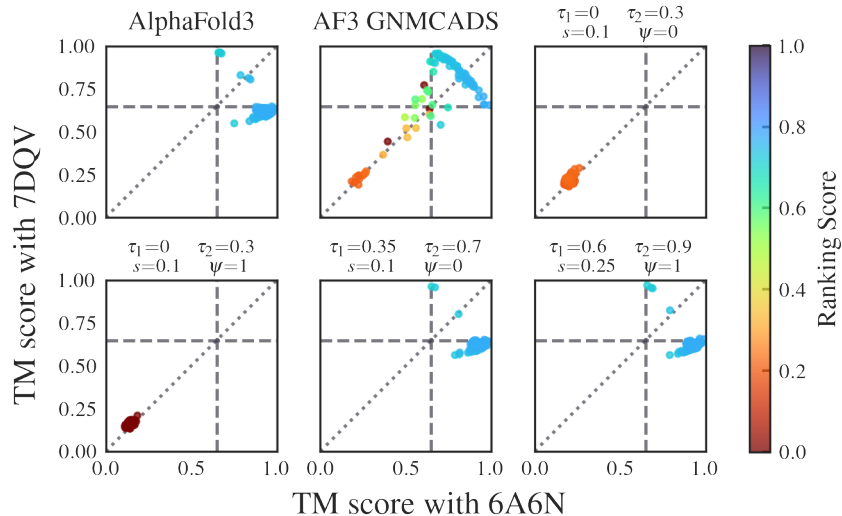 AlphaFold3
AF3 GNMCADS
τ1=0 τ2=0.3
s=0.1 ψ=0
1.00
0.75
0.50
0.25
0.00
τ1=0 τ2=0.3
s=0.1 ψ=1
τ1=0.35 τ2=0.7
s=0.1 ψ=0
τ1=0.6 τ2=0.9
s=0.25 ψ=1
1.00
0.75
0.50
0.25
0.00
0.0 0.5 1.0
0.0 0.5 1.0
0.0 0.5 1.0
TM score with 7DQV
TM score with 6A6N
1.0
0.8
0.6
0.4
0.2
0.0
Ranking Score